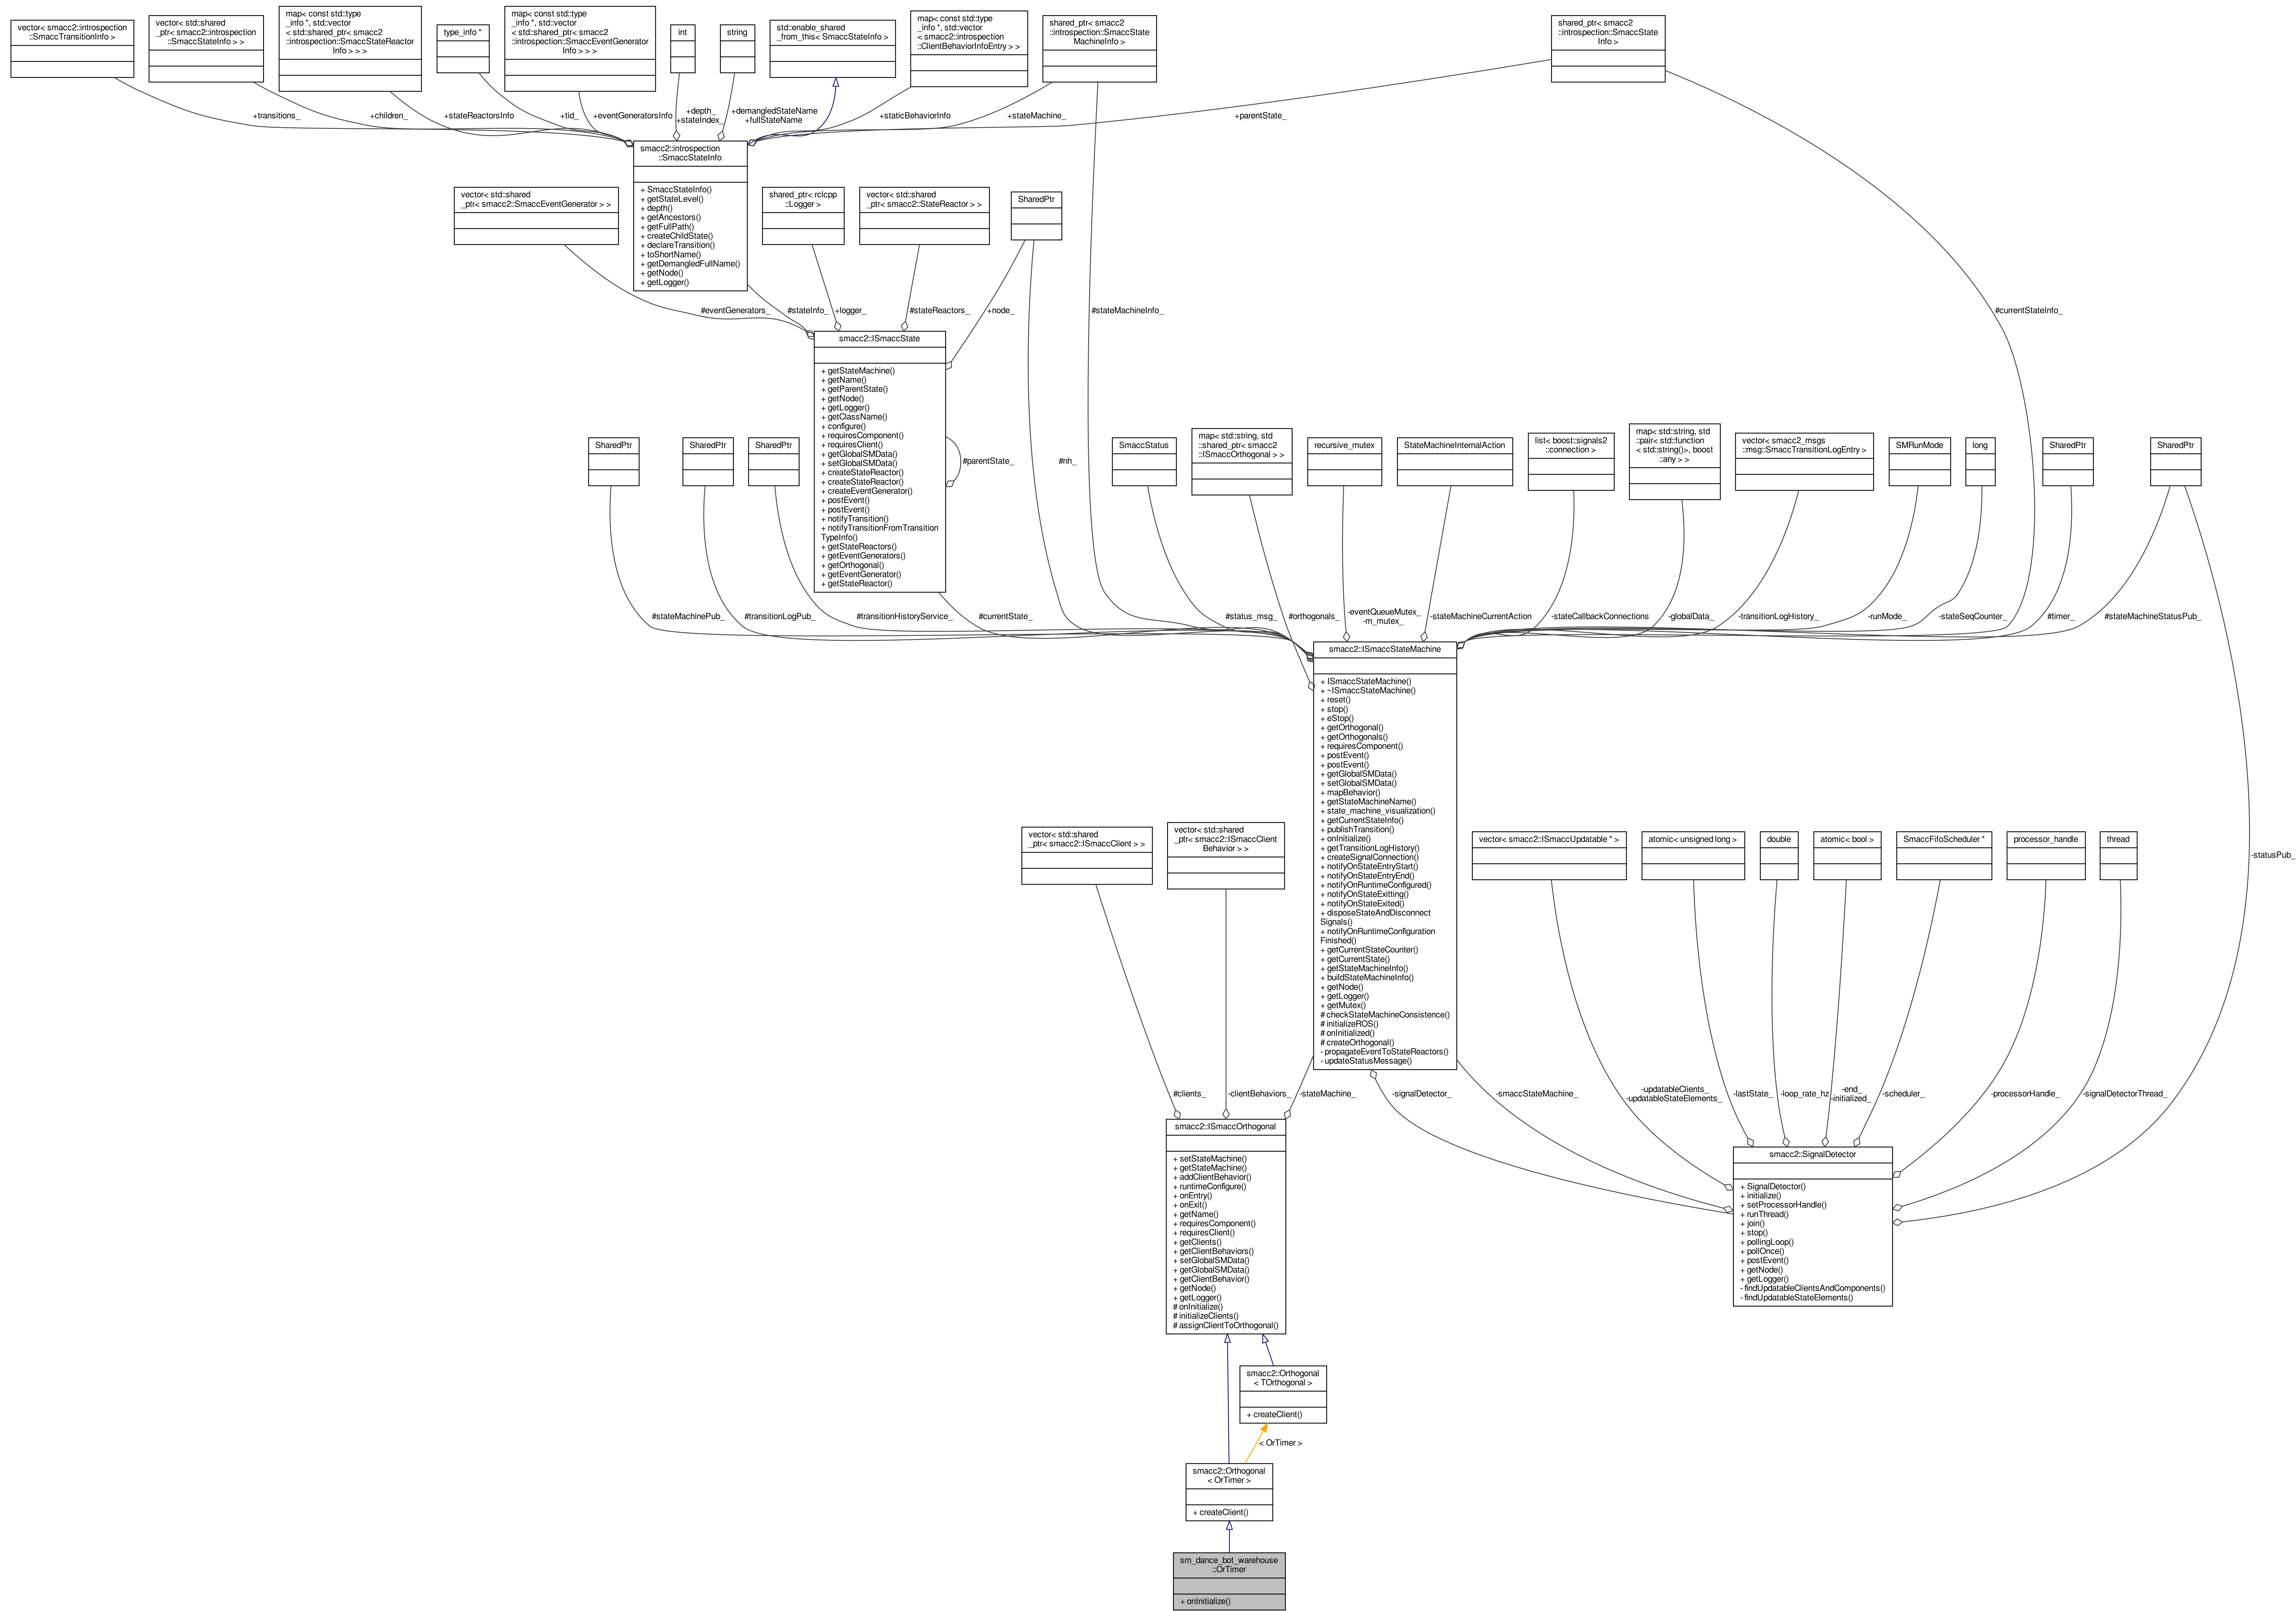 vector< smacc2::introspection
::SmaccTransitionInfo >
vector< std::shared
_ptr< smacc2::introspection
::SmaccStateInfo > >
map< const std::type
_info *, std::vector
< std::shared_ptr< smacc2
::introspection::SmaccStateReactor
Info > > >
type_info *
map< const std::type
_info *, std::vector
< std::shared_ptr< smacc2
::introspection::SmaccEventGenerator
Info > > >
int
string
std::enable_shared
_from_this< SmaccStateInfo >
map< const std::type
_info *, std::vector
< smacc2::introspection
::ClientBehaviorInfoEntry > >
shared_ptr< smacc2
::introspection::SmaccState
MachineInfo >
shared_ptr< smacc2
::introspection::SmaccState
Info >
+transitions_
+children_
+stateReactorsInfo
+tid_
+eventGeneratorsInfo
+depth_
+stateIndex_
+demangledStateName
+fullStateName
+staticBehaviorInfo
+stateMachine_
+parentState_
smacc2::introspection
::SmaccStateInfo
+ SmaccStateInfo()
+ getStateLevel()
+ depth()
+ getAncestors()
+ getFullPath()
+ createChildState()
+ declareTransition()
+ toShortName()
+ getDemangledFullName()
+ getNode()
+ getLogger()
vector< std::shared
_ptr< smacc2::SmaccEventGenerator > >
shared_ptr< rclcpp
::Logger >
vector< std::shared
_ptr< smacc2::StateReactor > >
SharedPtr
#eventGenerators_
#stateInfo_
+logger_
#stateReactors_
+node_
#stateMachineInfo_
#currentStateInfo_
smacc2::ISmaccState
+ getStateMachine()
+ getName()
+ getParentState()
+ getNode()
+ getLogger()
+ getClassName()
+ configure()
+ requiresComponent()
+ requiresClient()
+ getGlobalSMData()
+ setGlobalSMData()
+ createStateReactor()
+ createStateReactor()
+ createEventGenerator()
+ postEvent()
+ postEvent()
+ notifyTransition()
+ notifyTransitionFromTransition
TypeInfo()
+ getStateReactors()
+ getEventGenerators()
+ getOrthogonal()
+ getEventGenerator()
+ getStateReactor()
#parentState_
#nh_
SharedPtr
SharedPtr
SharedPtr
SmaccStatus
map< std::string, std
::shared_ptr< smacc2
::ISmaccOrthogonal > >
recursive_mutex
StateMachineInternalAction
list< boost::signals2
::connection >
map< std::string, std
::pair< std::function
< std::string()>, boost
::any > >
vector< smacc2_msgs
::msg::SmaccTransitionLogEntry >
SMRunMode
long
SharedPtr
SharedPtr
#stateMachinePub_
#transitionLogPub_
#transitionHistoryService_
#currentState_
#status_msg_
#orthogonals_
-eventQueueMutex_
-m_mutex_
-stateMachineCurrentAction
-stateCallbackConnections
-globalData_
-transitionLogHistory_
-runMode_
-stateSeqCounter_
#timer_
#stateMachineStatusPub_
smacc2::ISmaccStateMachine
+ ISmaccStateMachine()
+ ~ISmaccStateMachine()
+ reset()
+ stop()
+ eStop()
+ getOrthogonal()
+ getOrthogonals()
+ requiresComponent()
+ postEvent()
+ postEvent()
+ getGlobalSMData()
+ setGlobalSMData()
+ mapBehavior()
+ getStateMachineName()
+ state_machine_visualization()
+ getCurrentStateInfo()
+ publishTransition()
+ onInitialize()
+ getTransitionLogHistory()
+ createSignalConnection()
+ notifyOnStateEntryStart()
+ notifyOnStateEntryEnd()
+ notifyOnRuntimeConfigured()
+ notifyOnStateExitting()
+ notifyOnStateExited()
+ disposeStateAndDisconnect
Signals()
+ notifyOnRuntimeConfiguration
Finished()
+ getCurrentStateCounter()
+ getCurrentState()
+ getStateMachineInfo()
+ buildStateMachineInfo()
+ getNode()
+ getLogger()
+ getMutex()
# checkStateMachineConsistence()
# initializeROS()
# onInitialized()
# createOrthogonal()
- propagateEventToStateReactors()
- updateStatusMessage()
vector< std::shared
_ptr< smacc2::ISmaccClient > >
vector< std::shared
_ptr< smacc2::ISmaccClient
Behavior > >
vector< smacc2::ISmaccUpdatable * >
atomic< unsigned long >
double
atomic< bool >
SmaccFifoScheduler *
processor_handle
thread
-statusPub_
#clients_
-clientBehaviors_
-stateMachine_
-signalDetector_
-smaccStateMachine_
-updatableClients_
-updatableStateElements_
-lastState_
-loop_rate_hz
-end_
-initialized_
-scheduler_
-processorHandle_
-signalDetectorThread_
smacc2::ISmaccOrthogonal
+ setStateMachine()
+ getStateMachine()
+ addClientBehavior()
+ runtimeConfigure()
+ onEntry()
+ onExit()
+ getName()
+ requiresComponent()
+ requiresClient()
+ getClients()
+ getClientBehaviors()
+ setGlobalSMData()
+ getGlobalSMData()
+ getClientBehavior()
+ getNode()
+ getLogger()
# onInitialize()
# initializeClients()
# assignClientToOrthogonal()
smacc2::SignalDetector
+ SignalDetector()
+ initialize()
+ setProcessorHandle()
+ runThread()
+ join()
+ stop()
+ pollingLoop()
+ pollOnce()
+ postEvent()
+ getNode()
+ getLogger()
- findUpdatableClientsAndComponents()
- findUpdatableStateElements()
smacc2::Orthogonal
< TOrthogonal >
+ createClient()
< OrTimer >
smacc2::Orthogonal
< OrTimer >
+ createClient()
sm_dance_bot_warehouse
::OrTimer
+ onInitialize()